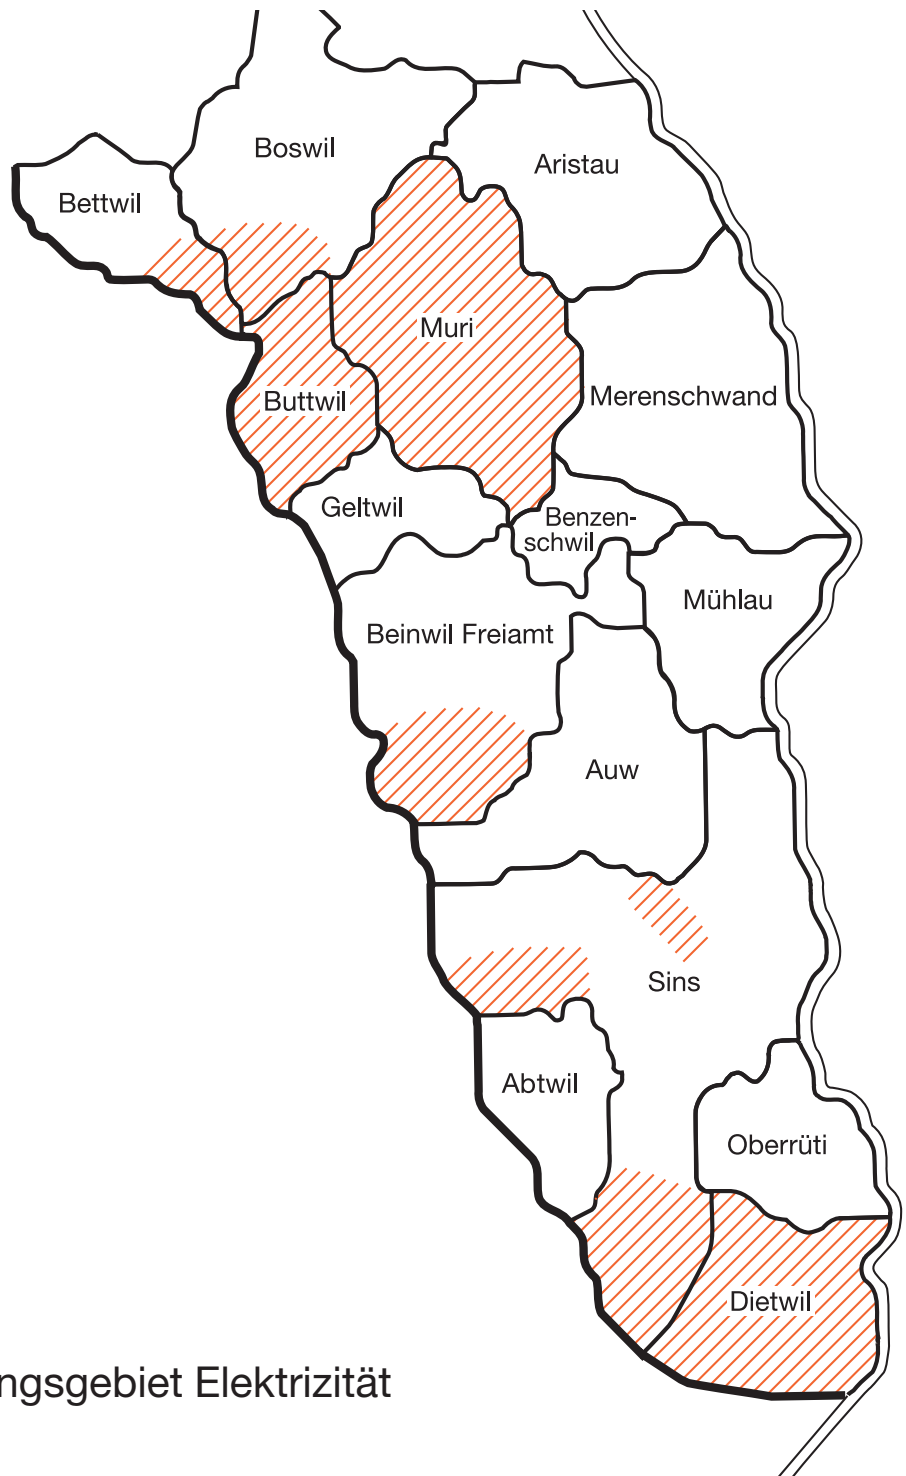 Boswil
Aristau
Bettwil
Muri
Buttwil
Merenschwand
Geltwil
Benzen-
schwil
Mühlau
Beinwil Freiamt
Auw
Sins
Abtwil
Oberrüti
Dietwil
ngsgebiet Elektrizität